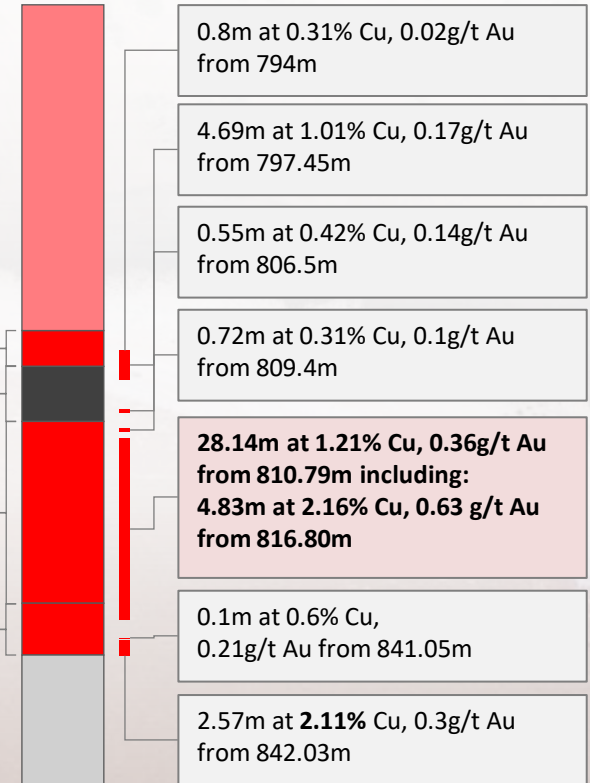 0.8m at 0.31% Cu, 0.02g/t Au
from 794m
4.69m at 1.01% Cu, 0.17g/t Au
from 797.45m
0.55m at 0.42% Cu, 0.14g/t Au
from 806.5m
0.72m at 0.31% Cu, 0.1g/t Au
from 809.4m
28.14m at 1.21% Cu, 0.36g/t Au
from 810.79m including:
4.83m at 2.16% Cu, 0.63 g/t Au
from 816.80m
0.1m at 0.6% Cu,
0.21g/t Au from 841.05m
2.57m at 2.11% Cu, 0.3g/t Au
from 842.03m